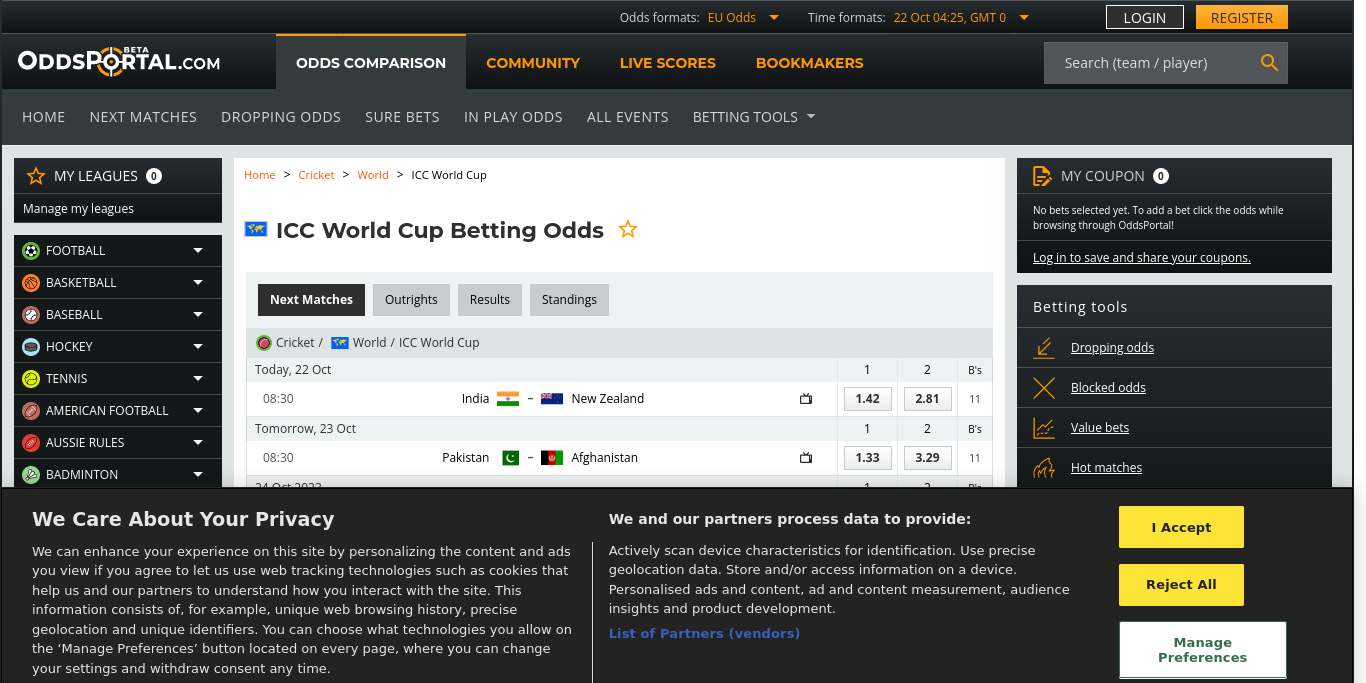 Odds formats: EU Odds Time formats: 22 Oct 04:25, GMT 0 LOGIN REGISTER
ODDSPORTAL.COM BETA
ODDS COMPARISON COMMUNITY LIVE SCORES BOOKMAKERS Search (team / player)
HOME NEXT MATCHES DROPPING ODDS SURE BETS IN PLAY ODDS ALL EVENTS BETTING TOOLS
MY LEAGUES 0
Manage my leagues
FOOTBALL
BASKETBALL
BASEBALL
HOCKEY
TENNIS
AMERICAN FOOTBALL
AUSSIE RULES
BADMINTON
Home > Cricket > World > ICC World Cup
ICC World Cup Betting Odds
Next Matches Outrights Results Standings
Cricket / World / ICC World Cup
Today, 22 Oct 1 2 B's
08:30 India – New Zealand 1.42 2.81 11
Tomorrow, 23 Oct 1 2 B's
08:30 Pakistan – Afghanistan 1.33 3.29 11
24 Oct 2023 1 2 B's
MY COUPON 0
No bets selected yet. To add a bet click the odds while
browsing through OddsPortal!
Log in to save and share your coupons.
Betting tools
Dropping odds
Blocked odds
Value bets
Hot matches
We Care About Your Privacy
We can enhance your experience on this site by personalizing the content and ads
you view if you agree to let us use web tracking technologies such as cookies that
help us and our partners to understand how you interact with the site. This
information consists of, for example, unique web browsing history, precise
geolocation and unique identifiers. You can choose what technologies you allow on
the ‘Manage Preferences’ button located on every page, where you can change
your settings and withdraw consent any time.
We and our partners process data to provide:
Actively scan device characteristics for identification. Use precise
geolocation data. Store and/or access information on a device.
Personalised ads and content, ad and content measurement, audience
insights and product development.
List of Partners (vendors)
I Accept
Reject All
Manage
Preferences